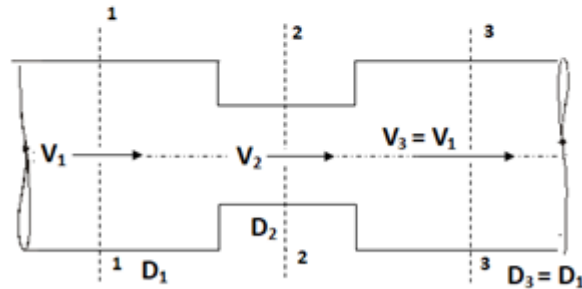 1 2 3
V₁ V₂ V₃ = V₁
D₂
1 2 3
D₁ D₃ = D₁